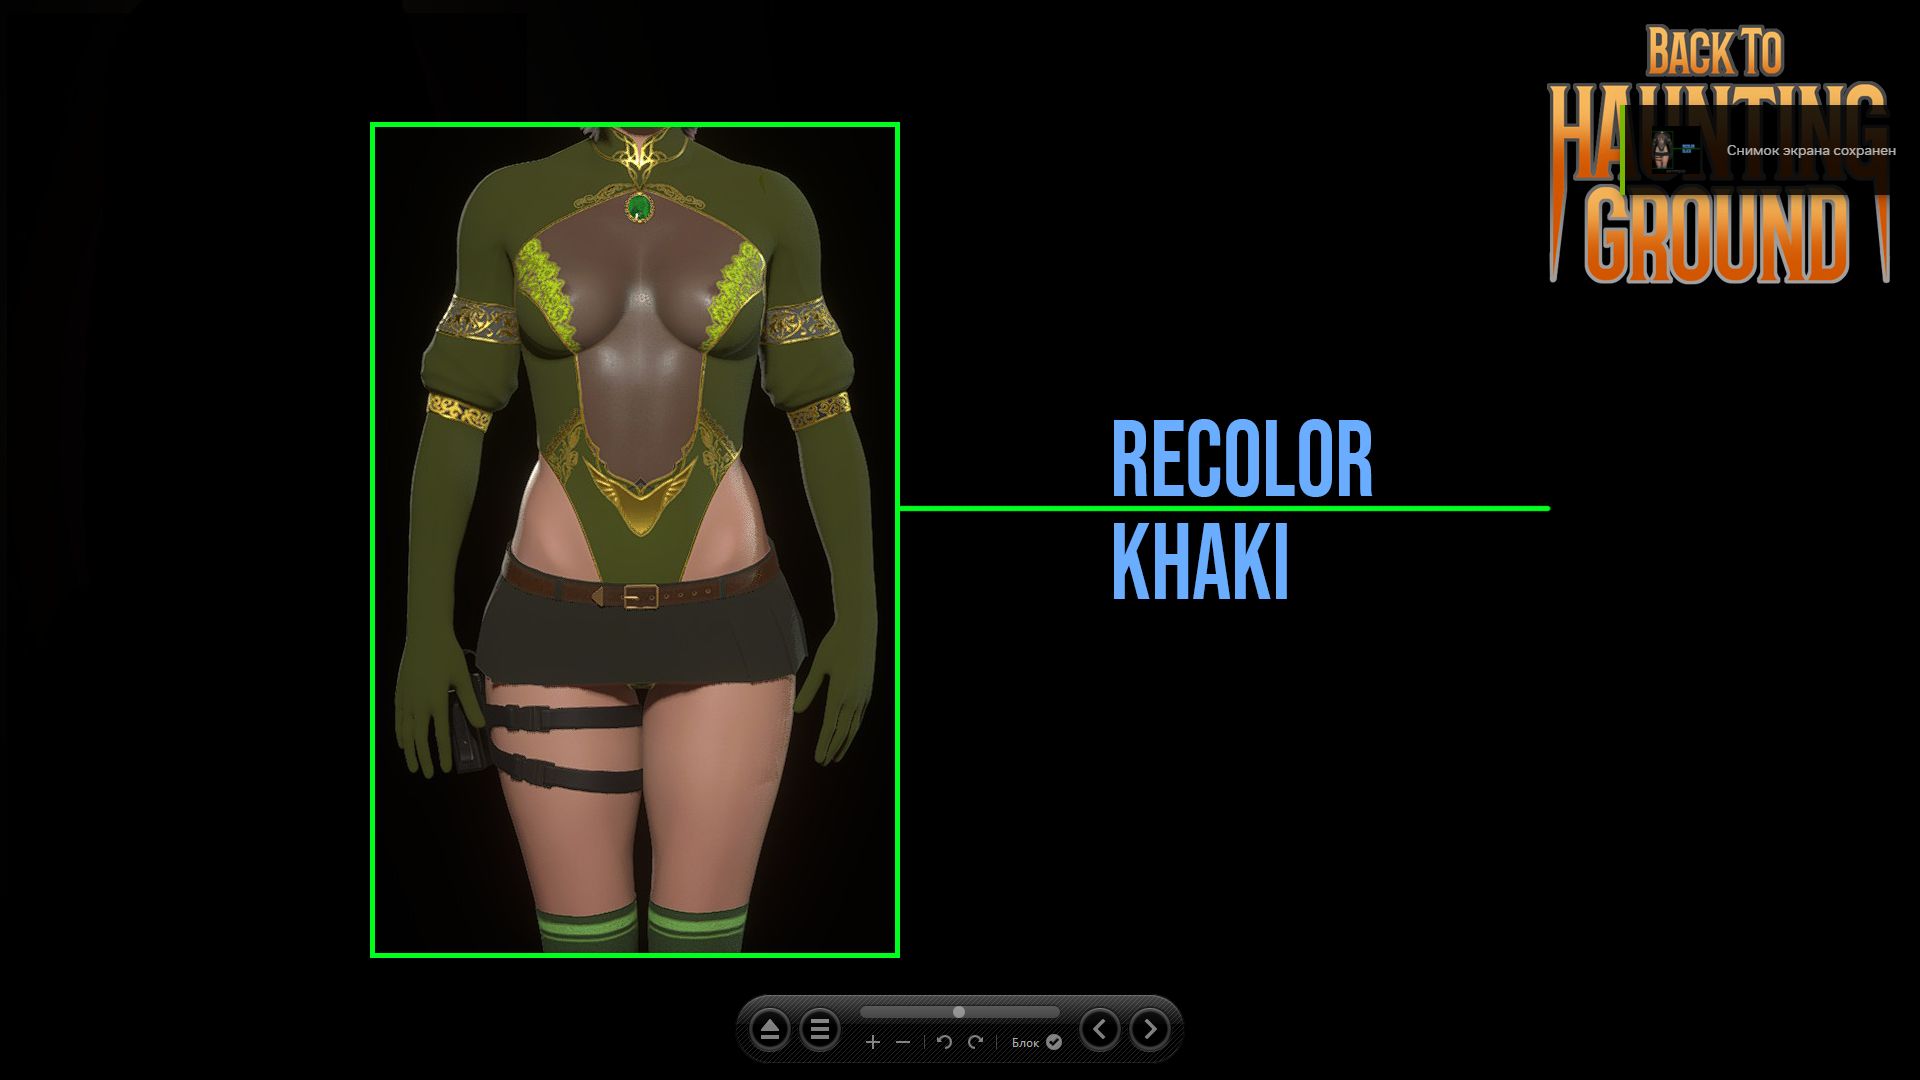 BACK TO
HAUNTING
GROUND
Снимок экрана сохранен
RECOLOR
KHAKI
Блок